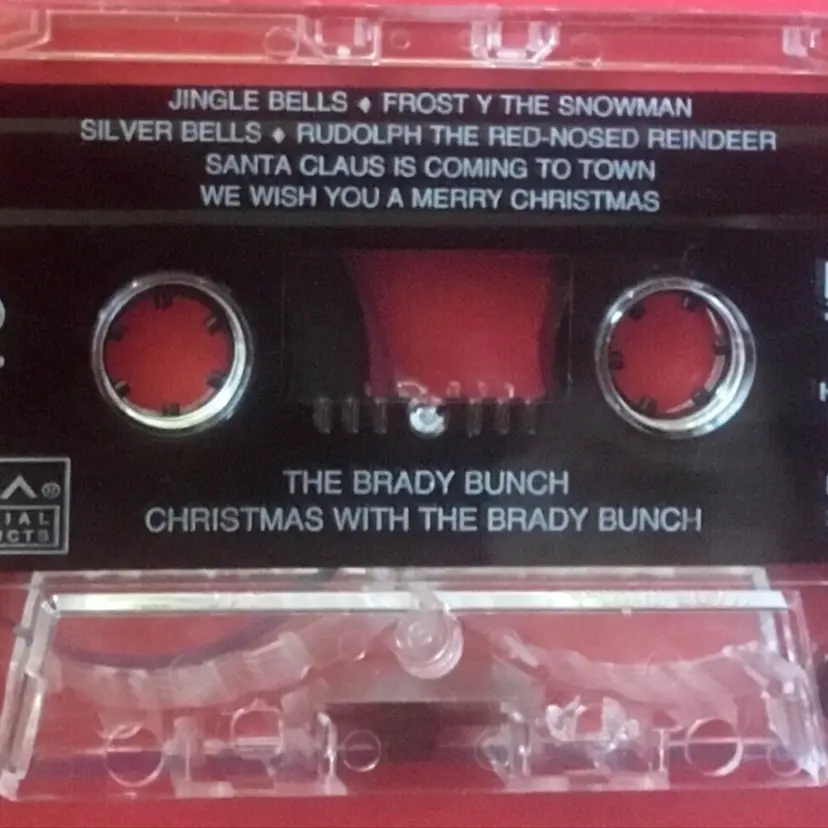 JINGLE BELLS ♦ FROST Y THE SNOWMAN
SILVER BELLS ♦ RUDOLPH THE RED-NOSED REINDEER
SANTA CLAUS IS COMING TO TOWN
WE WISH YOU A MERRY CHRISTMAS
THE BRADY BUNCH
CHRISTMAS WITH THE BRADY BUNCH